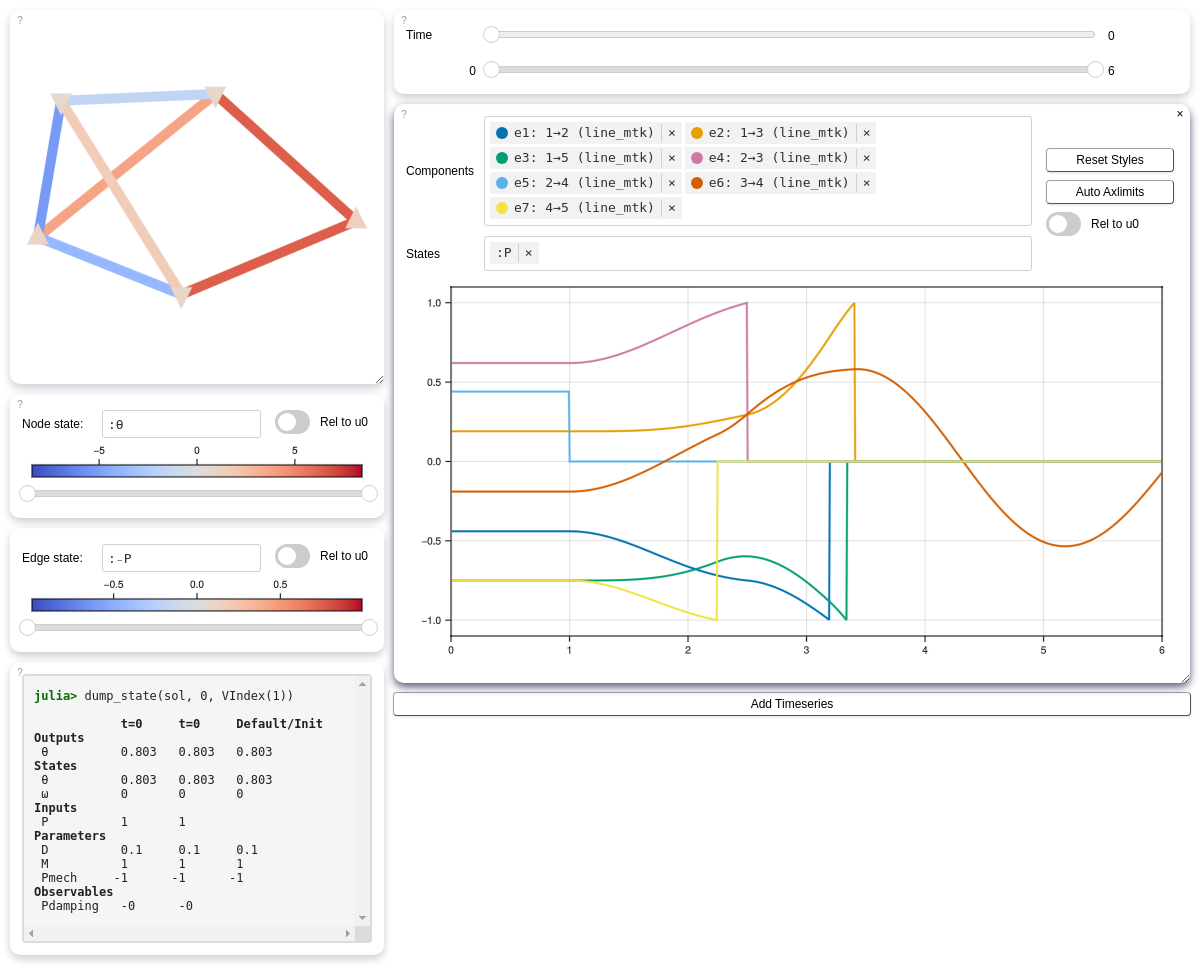 ?
Node state: :θ Rel to u0
−5 0 5
?
Edge state: :-P Rel to u0
−0.5 0.0 0.5
?
julia> dump_state(sol, 0, VIndex(1))
t=0 t=0 Default/Init
Outputs
θ 0.803 0.803 0.803
States
θ 0.803 0.803 0.803
ω 0 0 0
Inputs
P 1 1
Parameters
D 0.1 0.1 0.1
M 1 1 1
Pmech -1 -1 -1
Observables
Pdamping -0 -0
?
Time 0
0 6
? ×
Components
e1: 1→2 (line_mtk) × e2: 1→3 (line_mtk) ×
e3: 1→5 (line_mtk) × e4: 2→3 (line_mtk) ×
e5: 2→4 (line_mtk) × e6: 3→4 (line_mtk) ×
e7: 4→5 (line_mtk) ×
Reset Styles
Auto Axlimits
Rel to u0
States :P ×
1.0
0.5
0.0
−0.5
−1.0
0 1 2 3 4 5 6
Add Timeseries